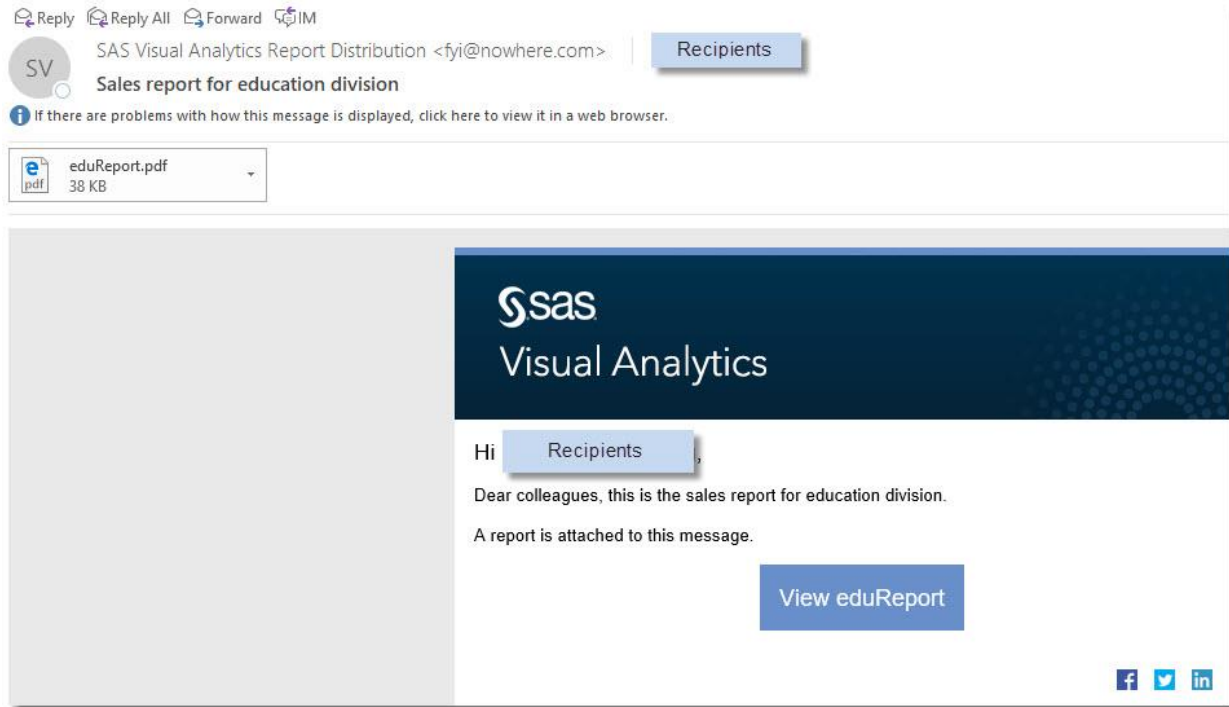 Reply Reply All Forward IM
SV
SAS Visual Analytics Report Distribution <fyi@nowhere.com>
Recipients
Sales report for education division
If there are problems with how this message is displayed, click here to view it in a web browser.
pdf
eduReport.pdf
38 KB
sas
Visual Analytics
Hi Recipients,
Dear colleagues, this is the sales report for education division.
A report is attached to this message.
View eduReport
f in